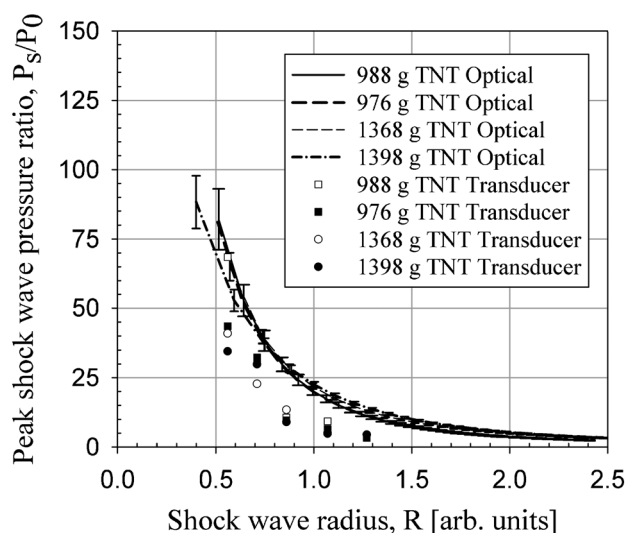 Peak shock wave pressure ratio, Pₛ/P₀
150
125
100
75
50
25
0
988 g TNT Optical
976 g TNT Optical
1368 g TNT Optical
1398 g TNT Optical
988 g TNT Transducer
976 g TNT Transducer
1368 g TNT Transducer
1398 g TNT Transducer
0.0 0.5 1.0 1.5 2.0 2.5
Shock wave radius, R [arb. units]